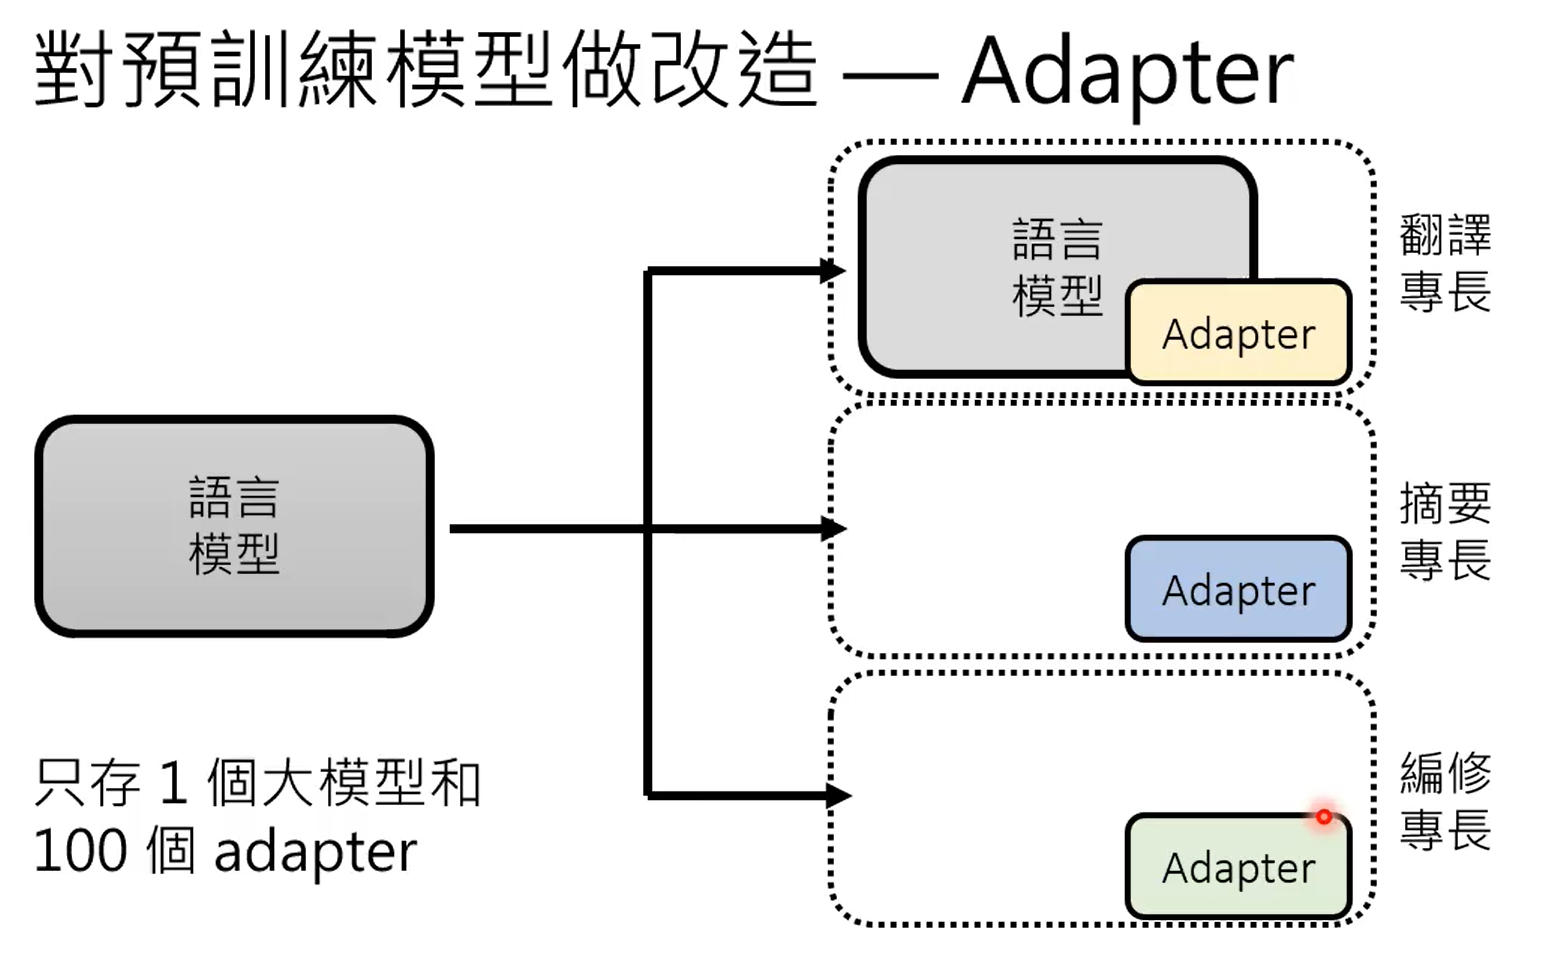 對預訓練模型做改造 — Adapter
語言
模型
Adapter
翻譯
專長
語言
模型
Adapter
摘要
專長
只存 1 個大模型和
100 個 adapter
Adapter
編修
專長